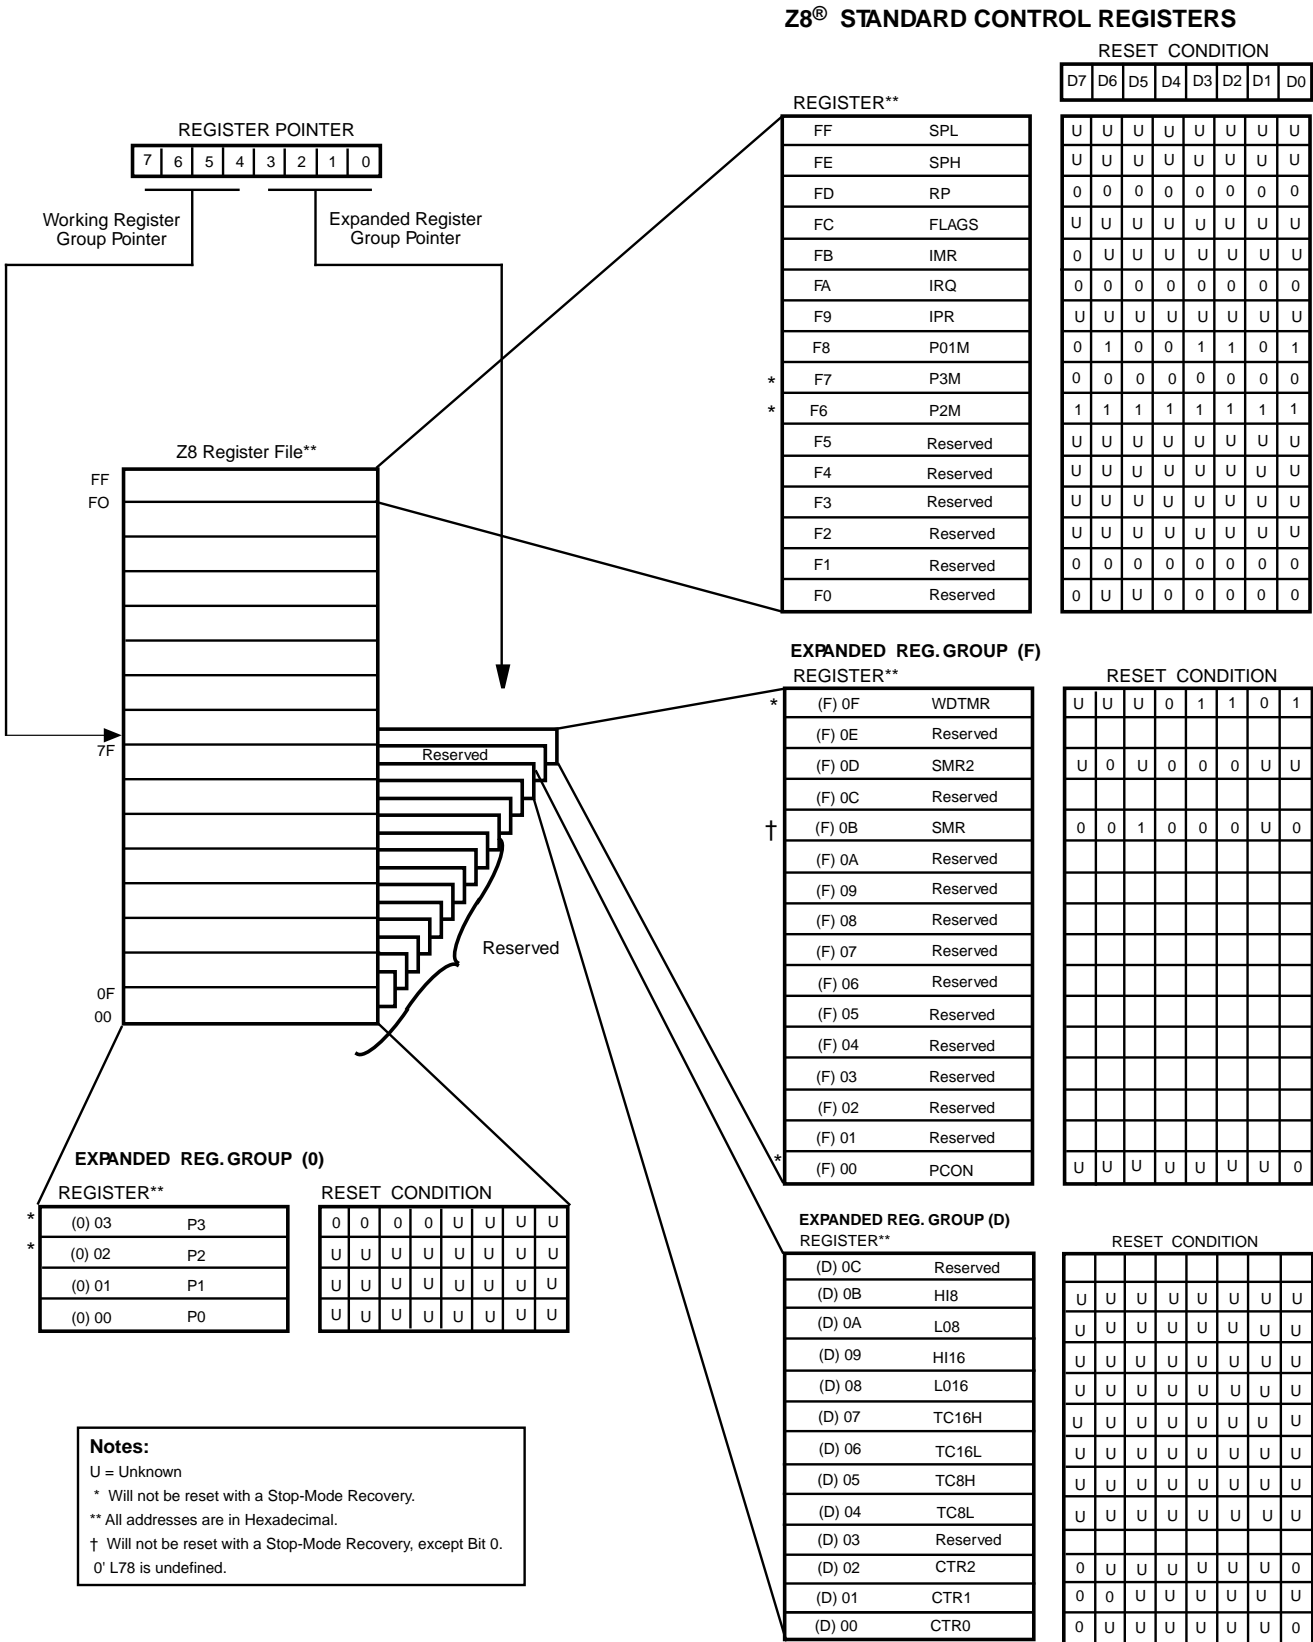 Z8® STANDARD CONTROL REGISTERS
RESET CONDITION
D7 D6 D5 D4 D3 D2 D1 D0
REGISTER**
FF SPL U U U U U U U U
FE SPH U U U U U U U U
FD RP 0 0 0 0 0 0 0 0
FC FLAGS U U U U U U U U
FB IMR 0 U U U U U U U
FA IRQ 0 0 0 0 0 0 0 0
F9 IPR U U U U U U U U
F8 P01M 0 1 0 0 1 1 0 1
* F7 P3M 0 0 0 0 0 0 0 0
* F6 P2M 1 1 1 1 1 1 1 1
F5 Reserved U U U U U U U U
F4 Reserved U U U U U U U U
F3 Reserved U U U U U U U U
F2 Reserved U U U U U U U U
F1 Reserved 0 0 0 0 0 0 0 0
F0 Reserved 0 U U 0 0 0 0 0
REGISTER POINTER
7 6 5 4 3 2 1 0
Working Register
Group Pointer
Expanded Register
Group Pointer
Z8 Register File**
FF
FO
7F
Reserved
Reserved
0F
00
EXPANDED REG. GROUP (F)
REGISTER**
RESET CONDITION
* (F) 0F WDTMR U U U 0 1 1 0 1
(F) 0E Reserved
(F) 0D SMR2 U 0 U 0 0 0 U U
(F) 0C Reserved
† (F) 0B SMR 0 0 1 0 0 0 U 0
(F) 0A Reserved
(F) 09 Reserved
(F) 08 Reserved
(F) 07 Reserved
(F) 06 Reserved
(F) 05 Reserved
(F) 04 Reserved
(F) 03 Reserved
(F) 02 Reserved
(F) 01 Reserved
* (F) 00 PCON U U U U U U U 0
EXPANDED REG. GROUP (0)
REGISTER**
RESET CONDITION
* (0) 03 P3 0 0 0 0 U U U U
* (0) 02 P2 U U U U U U U U
(0) 01 P1 U U U U U U U U
(0) 00 P0 U U U U U U U U
EXPANDED REG. GROUP (D)
REGISTER**
RESET CONDITION
(D) 0C Reserved
(D) 0B HI8 U U U U U U U U
(D) 0A L08 U U U U U U U U
(D) 09 HI16 U U U U U U U U
(D) 08 L016 U U U U U U U U
(D) 07 TC16H U U U U U U U U
(D) 06 TC16L U U U U U U U U
(D) 05 TC8H U U U U U U U U
(D) 04 TC8L U U U U U U U U
(D) 03 Reserved
(D) 02 CTR2 0 U U U U U U 0
(D) 01 CTR1 0 0 U U U U U U
(D) 00 CTR0 0 U U U U U U 0
Notes:
U = Unknown
* Will not be reset with a Stop-Mode Recovery.
** All addresses are in Hexadecimal.
† Will not be reset with a Stop-Mode Recovery, except Bit 0.
0' L78 is undefined.